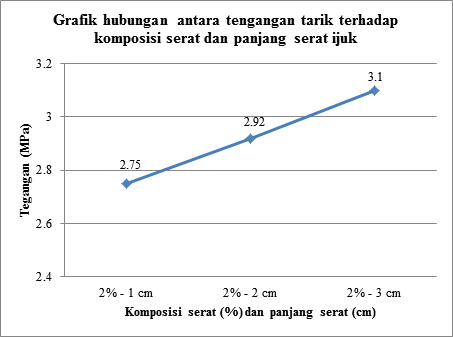 Grafik hubungan antara tengangan tarik terhadap
komposisi serat dan panjang serat ijuk
3.2
3
2.8
2.6
2.4
Tegangan (MPa)
2.75
2.92
3.1
2% - 1 cm
2% - 2 cm
2% - 3 cm
Komposisi serat (%) dan panjang serat (cm)